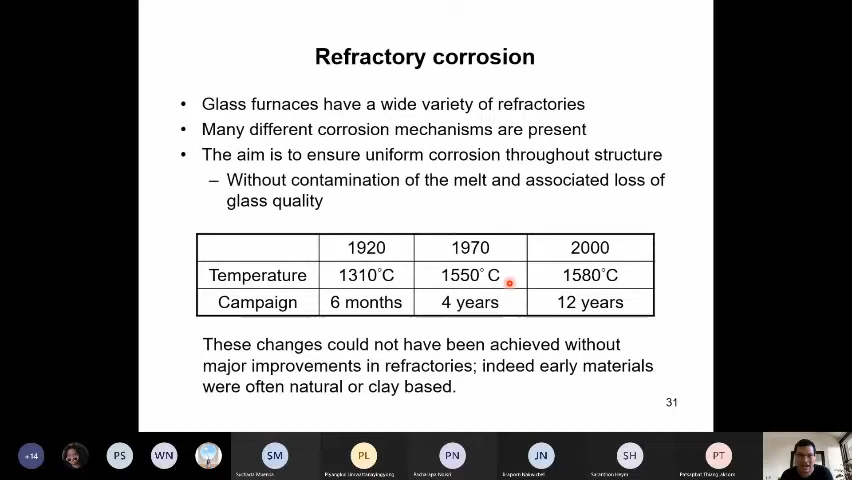 Refractory corrosion
• Glass furnaces have a wide variety of refractories
• Many different corrosion mechanisms are present
• The aim is to ensure uniform corrosion throughout structure
– Without contamination of the melt and associated loss of
glass quality
1920 1970 2000
Temperature 1310°C 1550°C 1580°C
Campaign 6 months 4 years 12 years
These changes could not have been achieved without
major improvements in refractories; indeed early materials
were often natural or clay based.
31
+14 PS WN SM PL PN JN SH PT